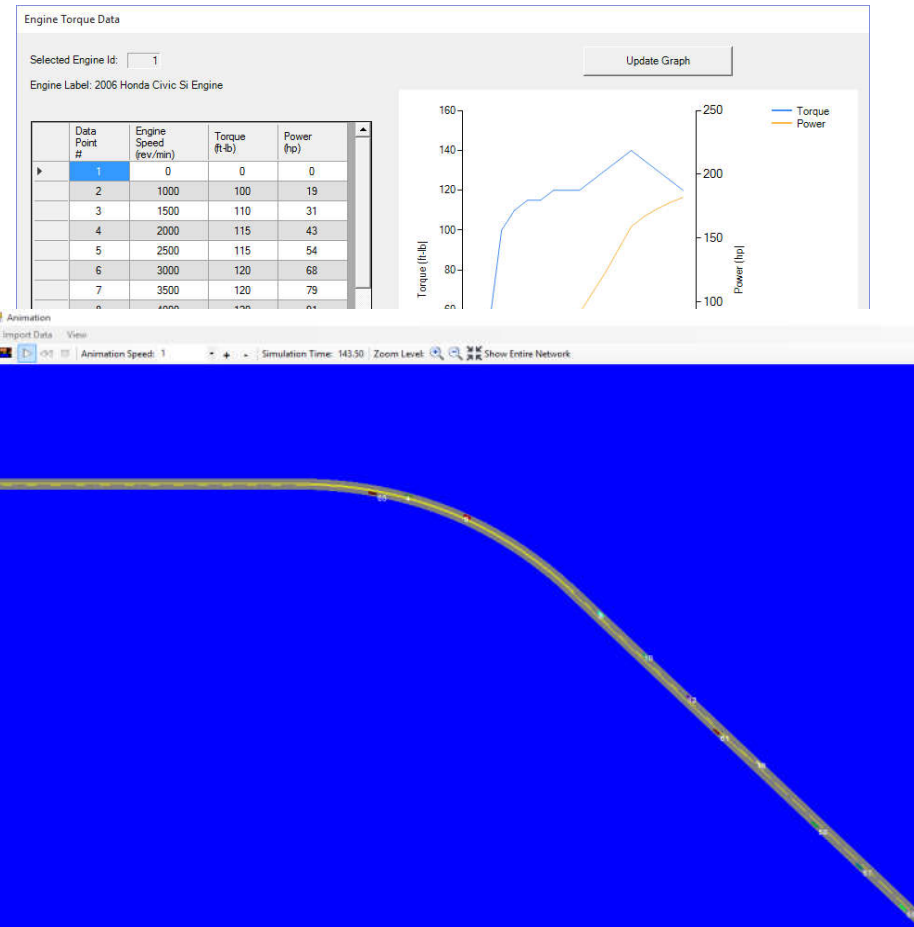 Engine Torque Data
Selected Engine Id: 1
Update Graph
Engine Label: 2006 Honda Civic Si Engine
Data Point # Engine Speed (rev/min) Torque (ft-lb) Power (hp)
1 0 0 0
2 1000 100 19
3 1500 110 31
4 2000 115 43
5 2500 115 54
6 3000 120 68
7 3500 120 79
160
140
120
100
80
Torque (ft-lb)
250
200
150
100
Power (hp)
Torque
Power
Animation
Import Data View
Animation Speed: 1 Simulation Time: 143.50 Zoom Level: Show Entire Network